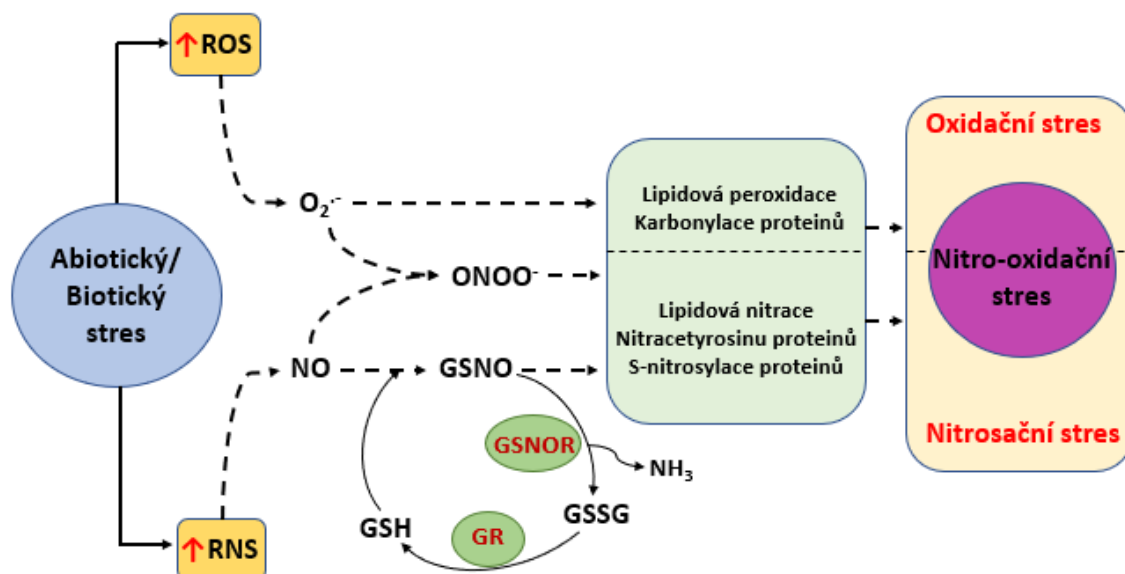 ↑ROS
Oxidační stres
O₂·⁻
Lipidová peroxidace
Karbonylace proteinů
Abiotický/
Biotický
stres
ONOO⁻
Nitro-oxidační
stres
Lipidová nitrace
Nitracetyrosinu proteinů
S-nitrosylace proteinů
NO
GSNO
GSNOR
NH₃
Nitrosační stres
GSH
GR
GSSG
↑RNS